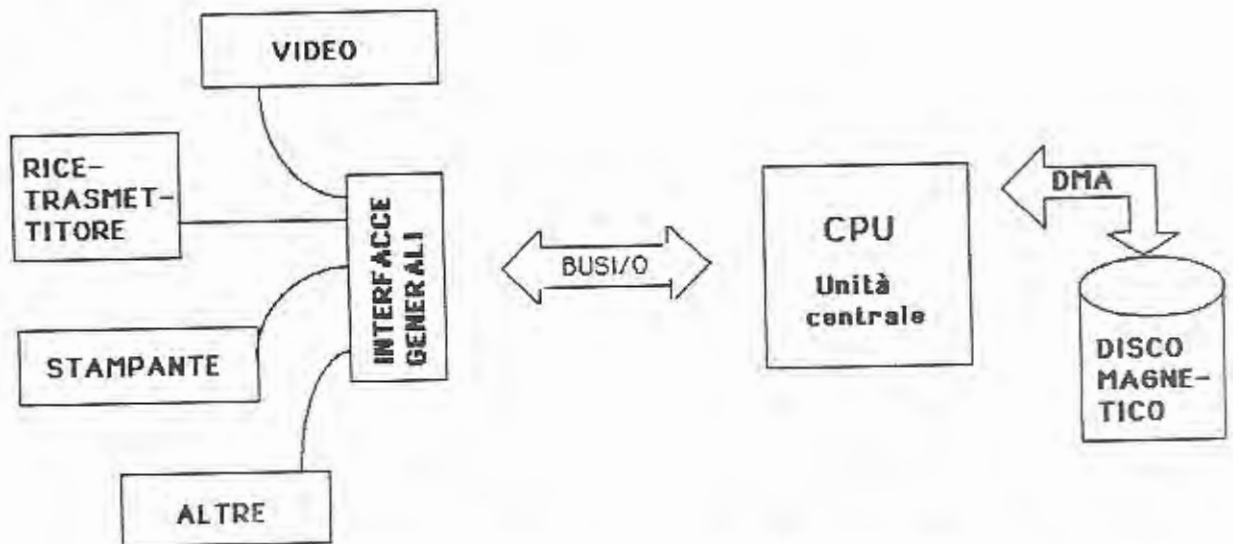 VIDEO
RICE-
TRASMET-
TITORE
INTERFACCE
GENERALI
STAMPANTE
ALTRE
BUSI/O
CPU
Unità
centrale
DMA
DISCO
MAGNE-
TICO